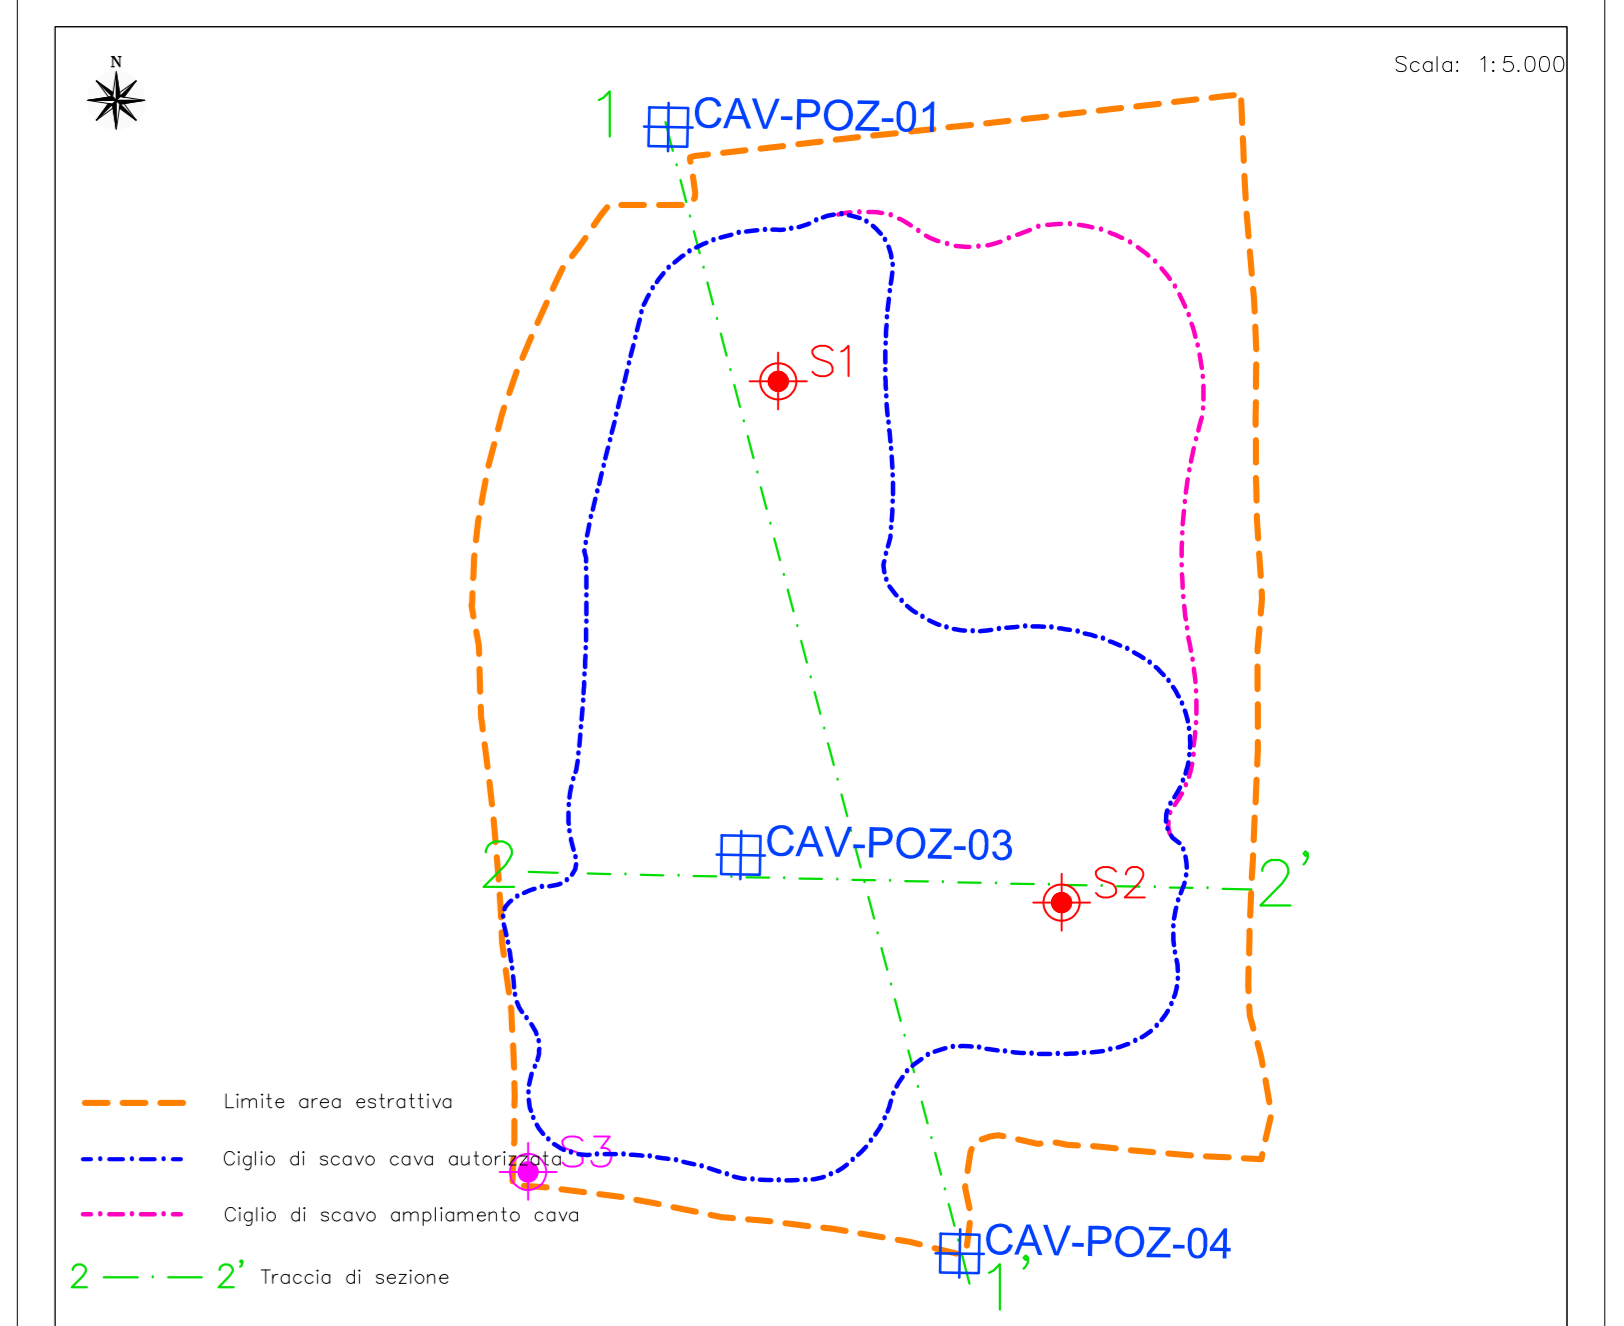 N
Scala: 1:5.000
1
CAV-POZ-01
S1
CAV-POZ-03
2
S2
2'
Limite area estrattiva
Ciglio di scavo cava autorizzata
S3
Ciglio di scavo ampliamento cava
CAV-POZ-04
1'
2 2' Traccia di sezione